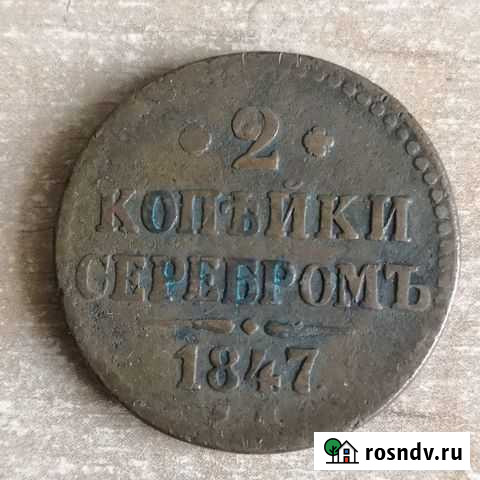 2
КОПѢЙКИ
СЕРЕБРОМЪ
1847
rosndv.ru